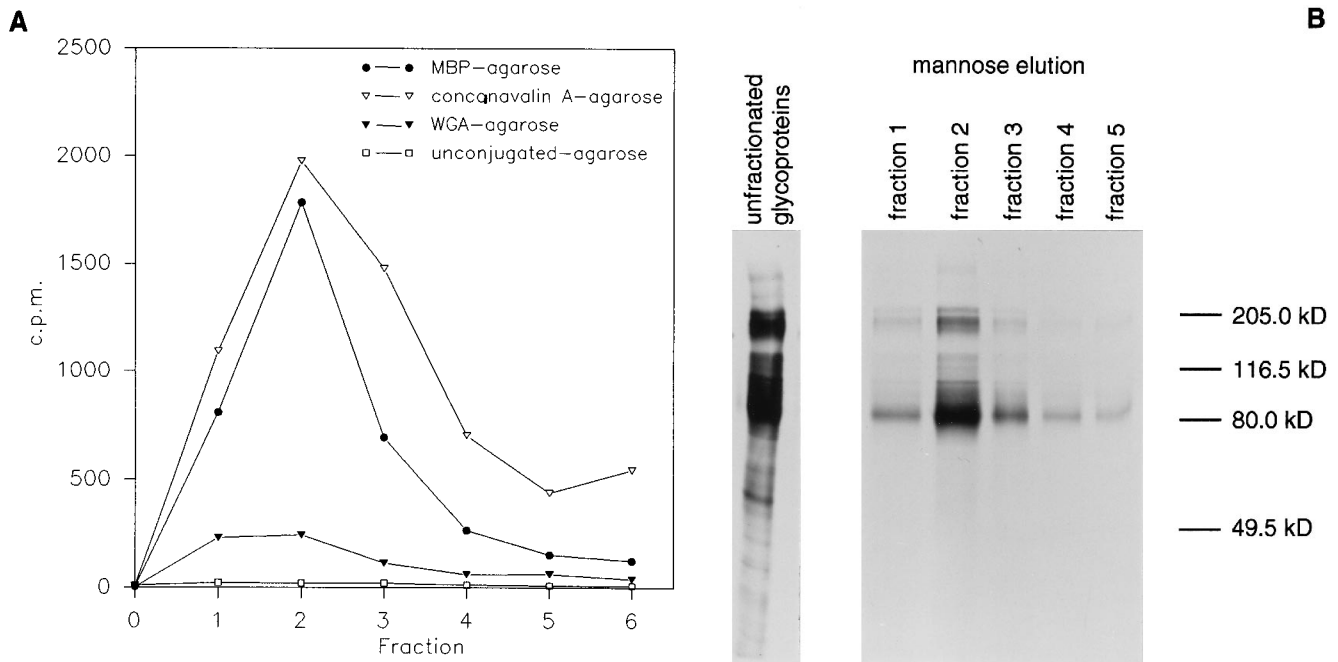 A
2500
2000
1500
1000
500
0
c.p.m.
0 1 2 3 4 5 6
Fraction
MBP-agarose
concanavalin A-agarose
WGA-agarose
unconjugated-agarose
B
unfractionated
glycoproteins
mannose elution
fraction 1
fraction 2
fraction 3
fraction 4
fraction 5
205.0 kD
116.5 kD
80.0 kD
49.5 kD